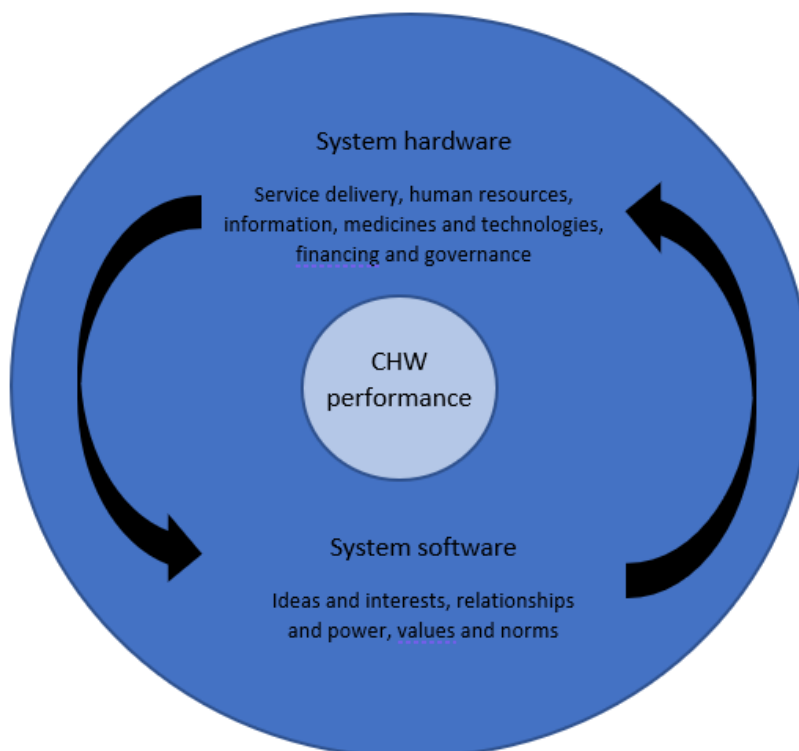 System hardware
Service delivery, human resources,
information, medicines and technologies,
financing and governance
CHW
performance
System software
Ideas and interests, relationships
and power, values and norms